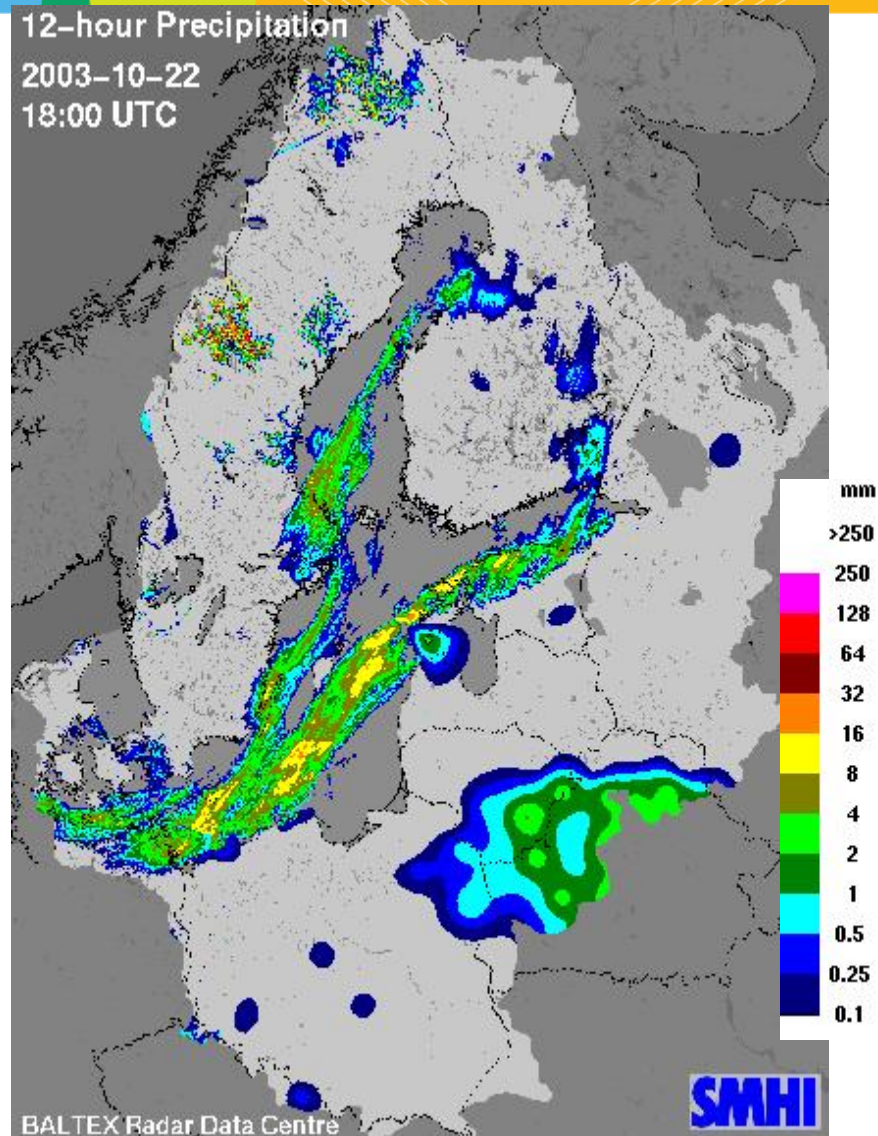 12-hour Precipitation
2003-10-22
18:00 UTC
mm
>250
250
128
64
32
16
8
4
2
1
0.5
0.25
0.1
SMHI
BALTEX Radar Data Centre